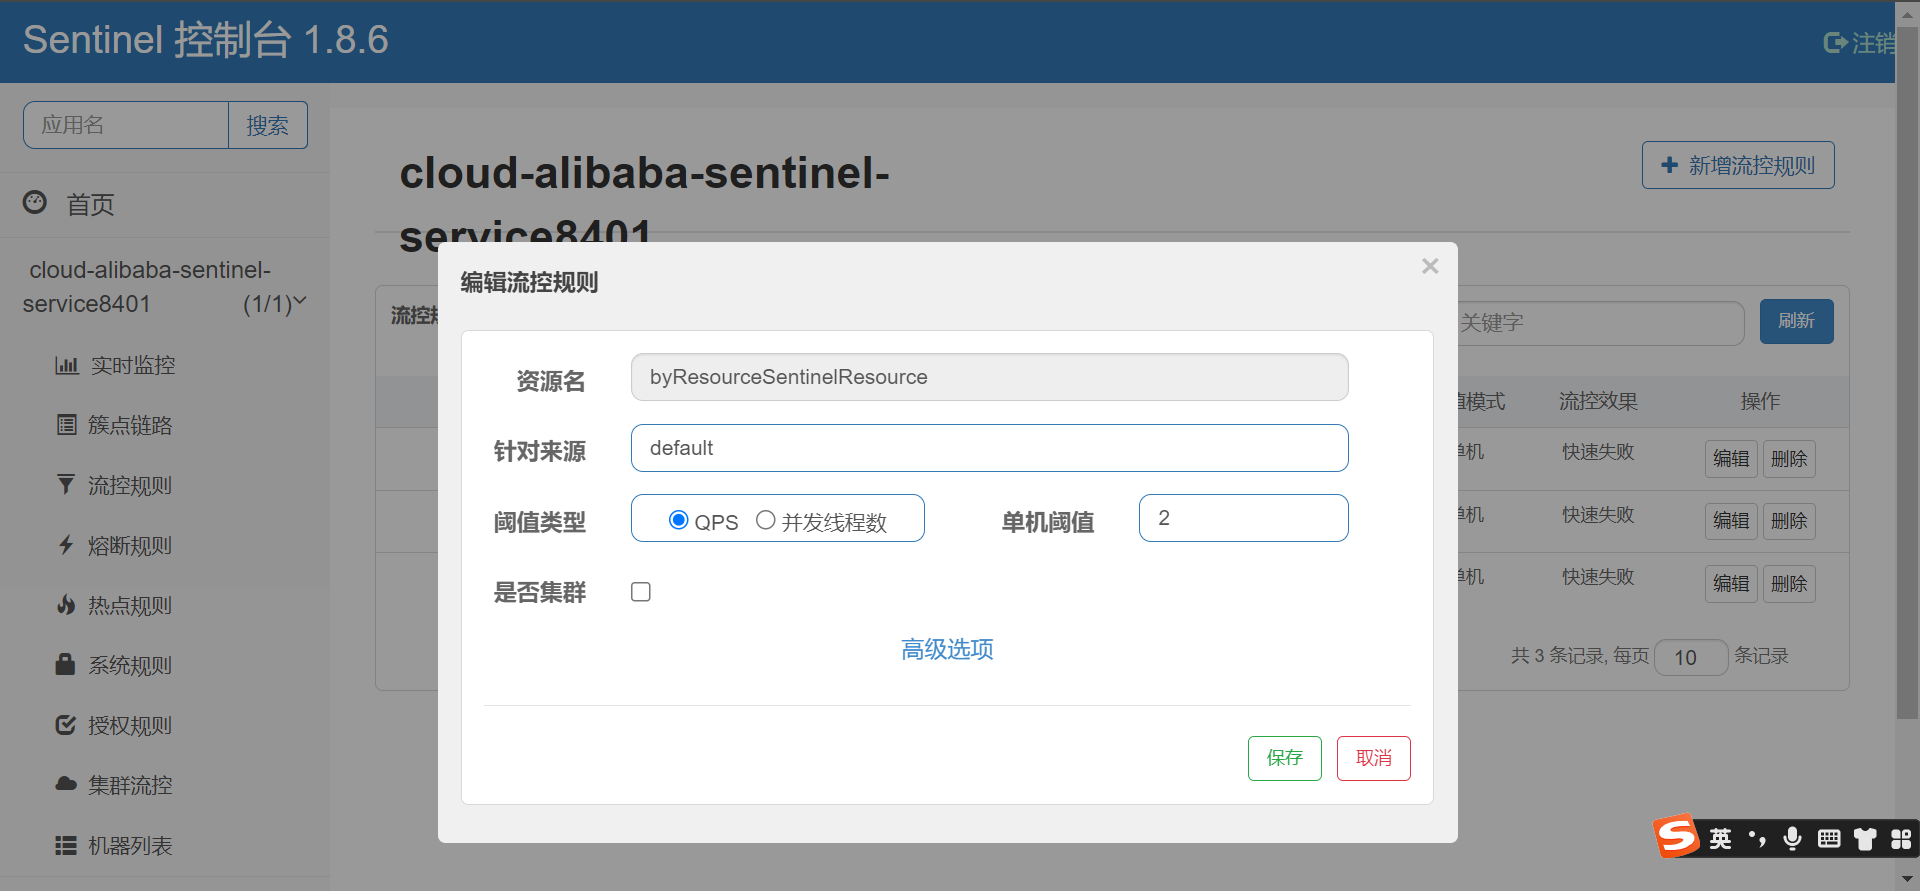 Sentinel 控制台 1.8.6
注销
应用名
搜索
首页
cloud-alibaba-sentinel-
service8401 (1/1)
实时监控
簇点链路
流控规则
熔断规则
热点规则
系统规则
授权规则
集群流控
机器列表
cloud-alibaba-sentinel-
service8401
新增流控规则
流控
关键字
刷新
值模式 流控效果 操作
单机 快速失败 编辑 删除
单机 快速失败 编辑 删除
单机 快速失败 编辑 删除
共 3 条记录, 每页 10 条记录
编辑流控规则
×
资源名 byResourceSentinelResource
针对来源 default
阈值类型 QPS 并发线程数 单机阈值 2
是否集群
高级选项
保存 取消
英